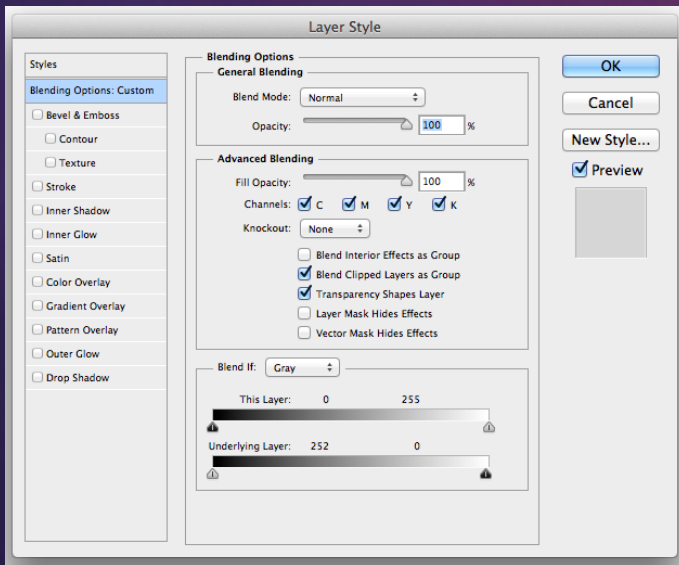 Layer Style
Styles
Blending Options: Custom
Bevel & Emboss
Contour
Texture
Stroke
Inner Shadow
Inner Glow
Satin
Color Overlay
Gradient Overlay
Pattern Overlay
Outer Glow
Drop Shadow
Blending Options
General Blending
Blend Mode: Normal
Opacity: 100 %
Advanced Blending
Fill Opacity: 100 %
Channels: C M Y K
Knockout: None
Blend Interior Effects as Group
Blend Clipped Layers as Group
Transparency Shapes Layer
Layer Mask Hides Effects
Vector Mask Hides Effects
Blend If: Gray
This Layer: 0 255
Underlying Layer: 252 0
OK
Cancel
New Style...
Preview